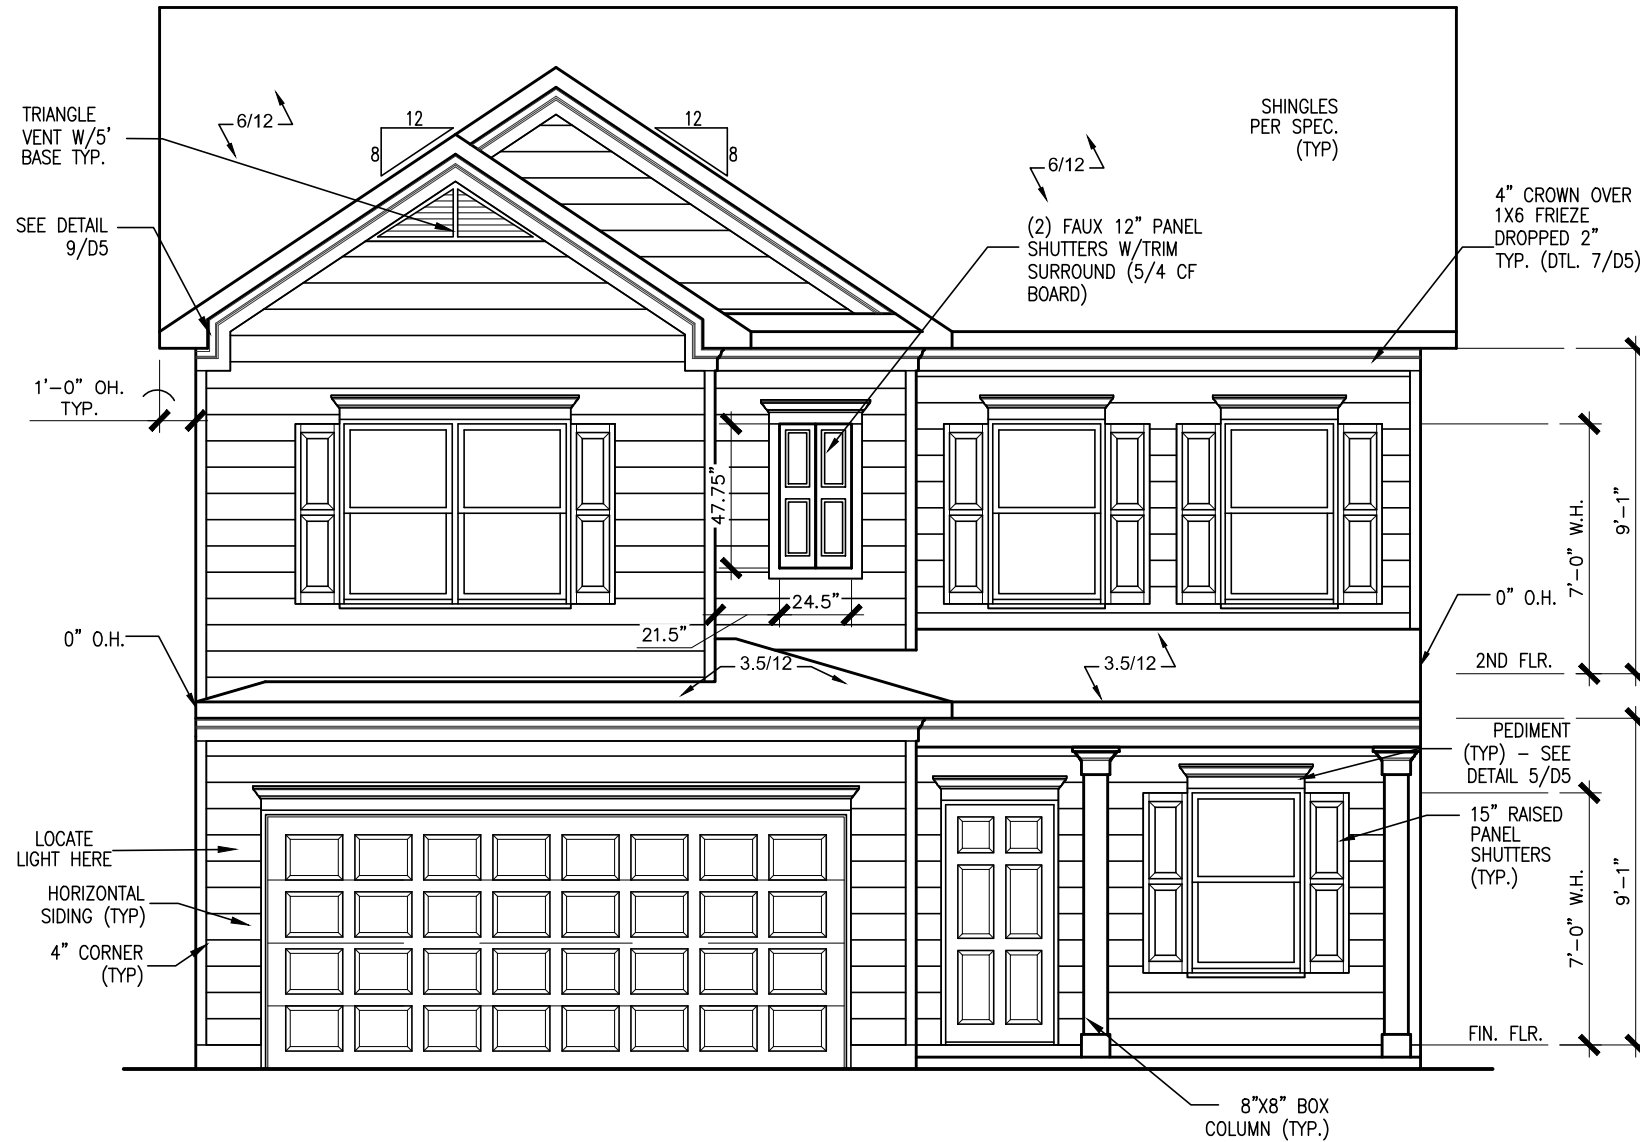 TRIANGLE
VENT W/5'
BASE TYP.
6/12
12
8
12
8
6/12
SHINGLES
PER SPEC.
(TYP)
SEE DETAIL
9/D5
(2) FAUX 12" PANEL
SHUTTERS W/TRIM
SURROUND (5/4 CF
BOARD)
4" CROWN OVER
1X6 FRIEZE
DROPPED 2"
TYP. (DTL. 7/D5)
1'-0" OH.
TYP.
47.75"
24.5"
21.5"
7'-0" W.H.
9'-1"
0" O.H.
0" O.H.
3.5/12
3.5/12
2ND FLR.
PEDIMENT
(TYP) - SEE
DETAIL 5/D5
15" RAISED
PANEL
SHUTTERS
(TYP.)
LOCATE
LIGHT HERE
HORIZONTAL
SIDING (TYP)
4" CORNER
(TYP)
7'-0" W.H.
9'-1"
FIN. FLR.
8"X8" BOX
COLUMN (TYP.)